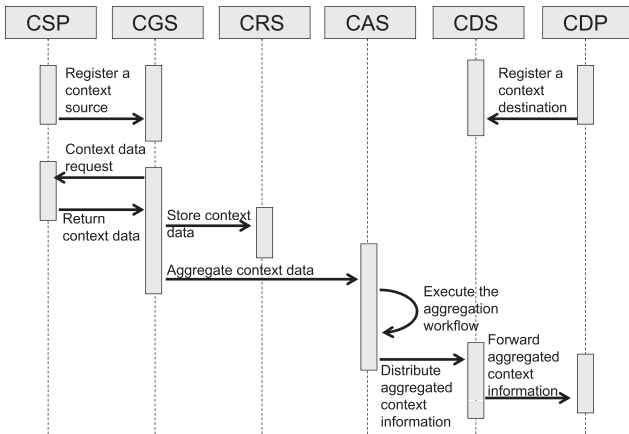 CSP
CGS
CRS
CAS
CDS
CDP
Register a
context
source
Register a
context
destination
Context data
request
Return
context data
Store context
data
Aggregate context data
Execute the
aggregation
workflow
Distribute
aggregated
context
information
Forward
aggregated
context
information